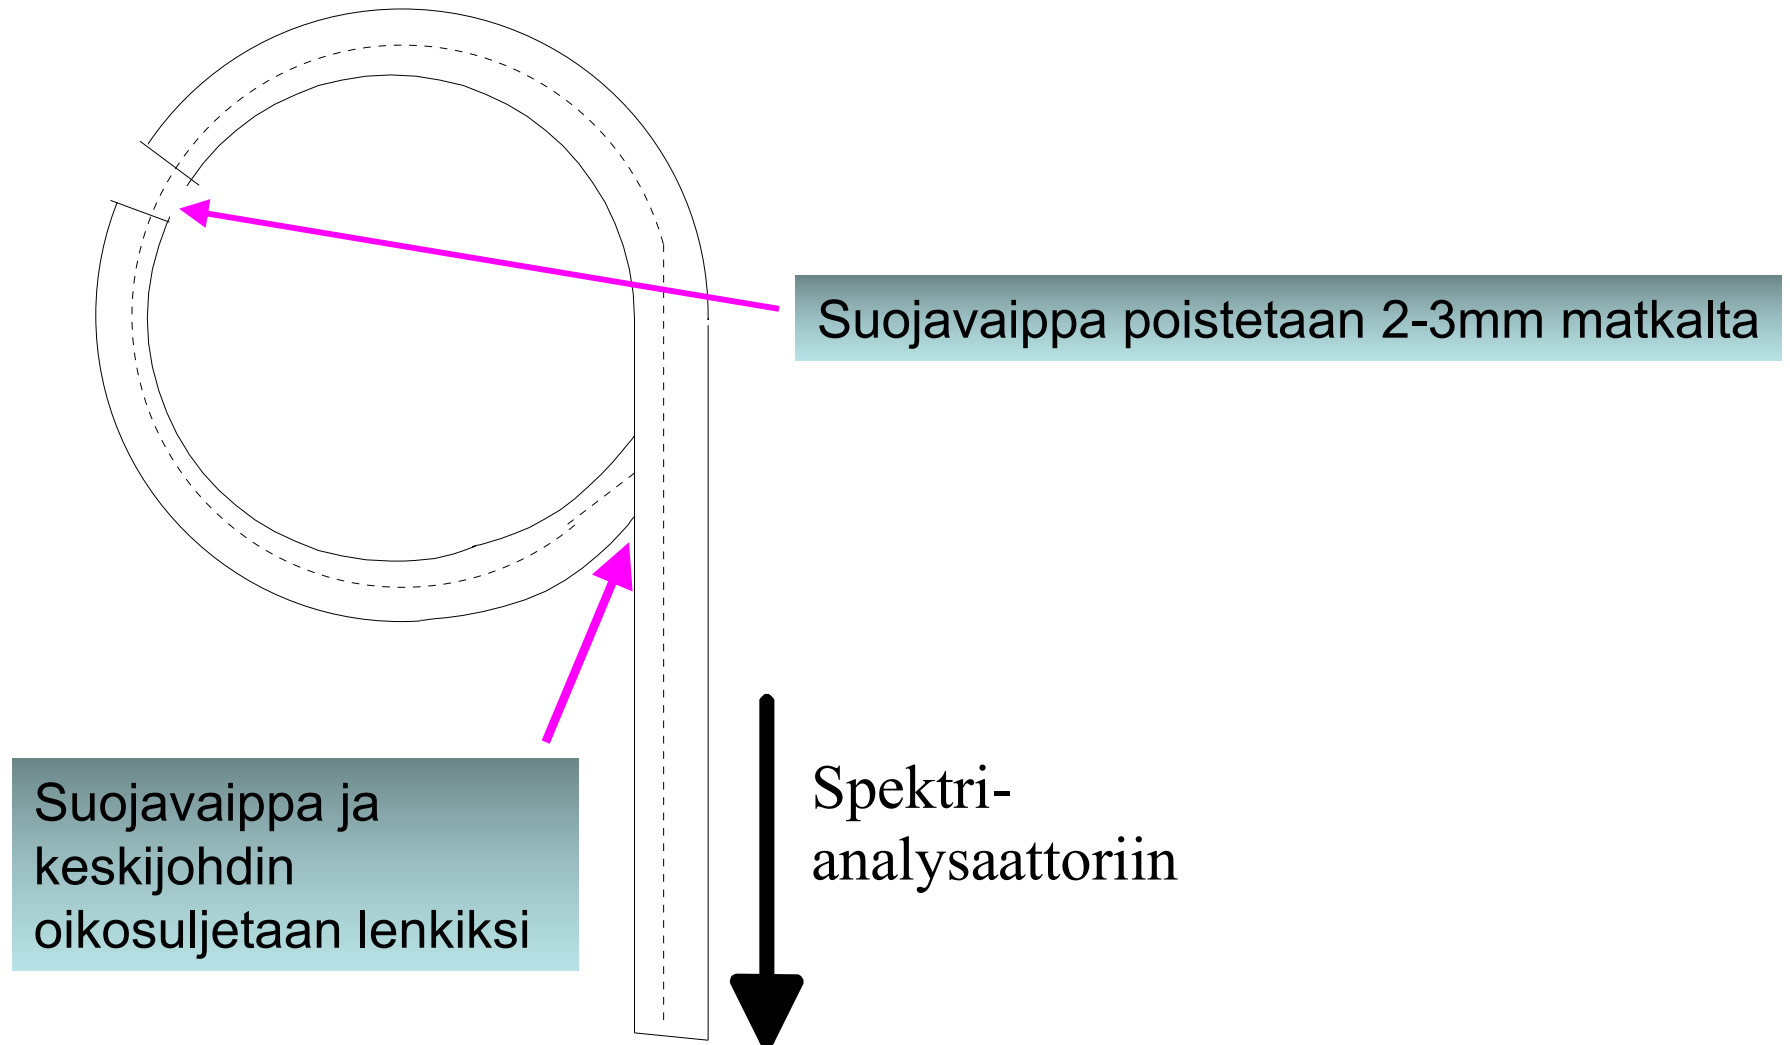 Suojavaippa poistetaan 2-3mm matkalta
Suojavaippa ja
keskijohdin
oikosuljetaan lenkiksi
Spektri-
analysaattoriin